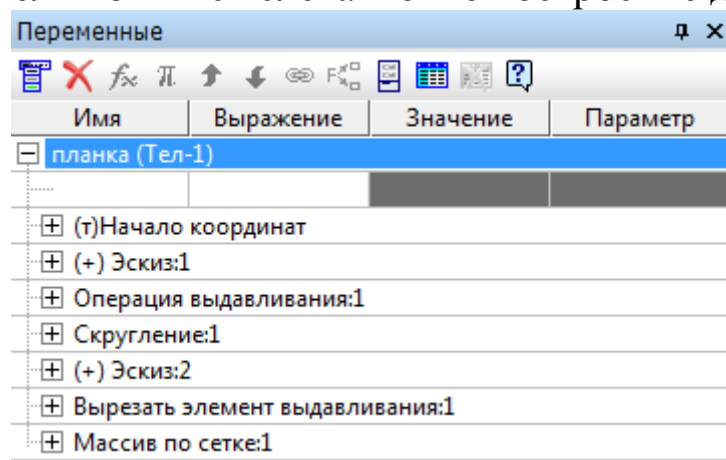 Переменные
Имя Выражение Значение Параметр
планка (Тел-1)
(т)Начало координат
(+) Эскиз:1
Операция выдавливания:1
Скругление:1
(+) Эскиз:2
Вырезать элемент выдавливания:1
Массив по сетке:1